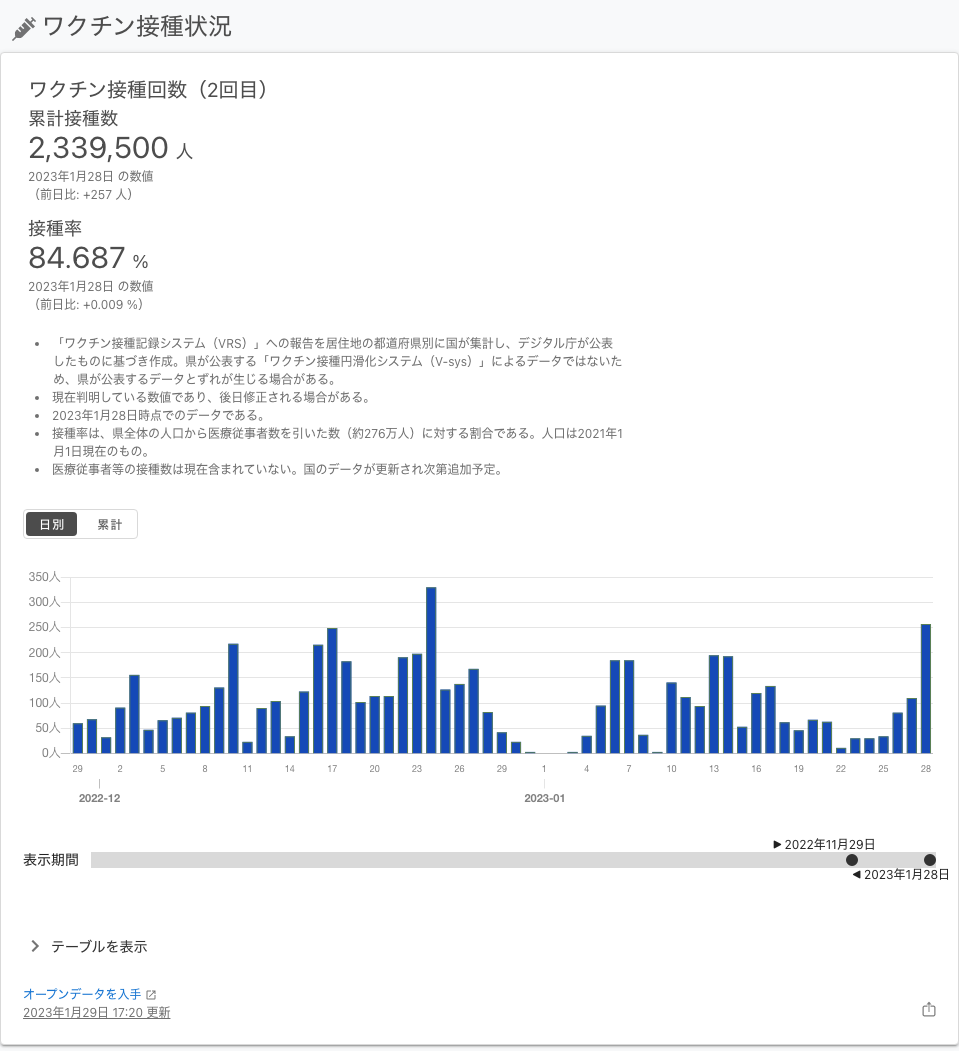 ワクチン接種状況
ワクチン接種回数（2回目）
累計接種数
2,339,500 人
2023年1月28日 の数値
（前日比: +257 人）
接種率
84.687 %
2023年1月28日 の数値
（前日比: +0.009 %）
• 「ワクチン接種記録システム（VRS）」への報告を居住地の都道府県別に国が集計し、デジタル庁が公表
したものに基づき作成。県が公表する「ワクチン接種円滑化システム（V-sys）」によるデータではないた
め、県が公表するデータとずれが生じる場合がある。
• 現在判明している数値であり、後日修正される場合がある。
• 2023年1月28日時点でのデータである。
• 接種率は、県全体の人口から医療従事者数を引いた数（約276万人）に対する割合である。人口は2021年1
月1日現在のもの。
• 医療従事者等の接種数は現在含まれていない。国のデータが更新され次第追加予定。
日別 累計
350人
300人
250人
200人
150人
100人
50人
0人
29 2 5 8 11 14 17 20 23 26 29 1 4 7 10 13 16 19 22 25 28
2022-12 2023-01
2022年11月29日
表示期間
2023年1月28日
テーブルを表示
オープンデータを入手
2023年1月29日 17:20 更新